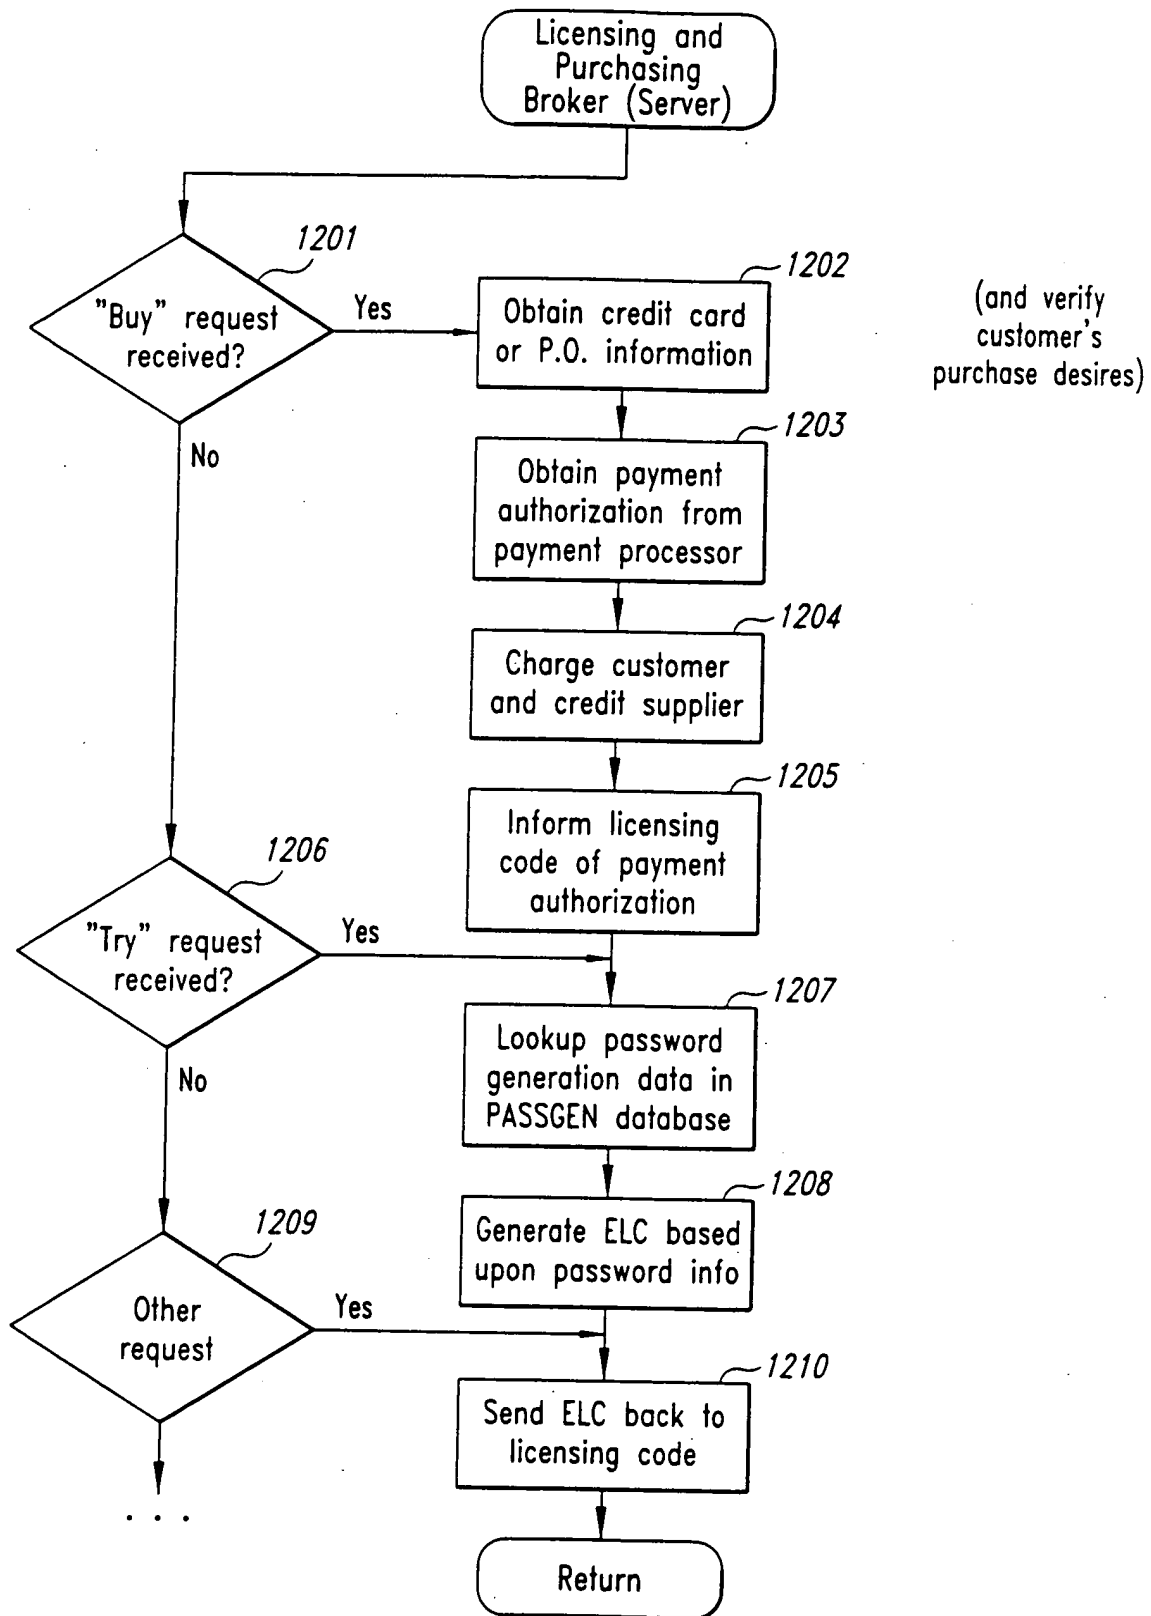 Licensing and
Purchasing
Broker (Server)
1201
"Buy" request
received?
Yes
No
1202
Obtain credit card
or P.O. information
(and verify
customer's
purchase desires)
1203
Obtain payment
authorization from
payment processor
1204
Charge customer
and credit supplier
1205
Inform licensing
code of payment
authorization
1206
"Try" request
received?
Yes
No
1207
Lookup password
generation data in
PASSGEN database
1208
Generate ELC based
upon password info
1209
Other
request
Yes
. . .
1210
Send ELC back to
licensing code
Return